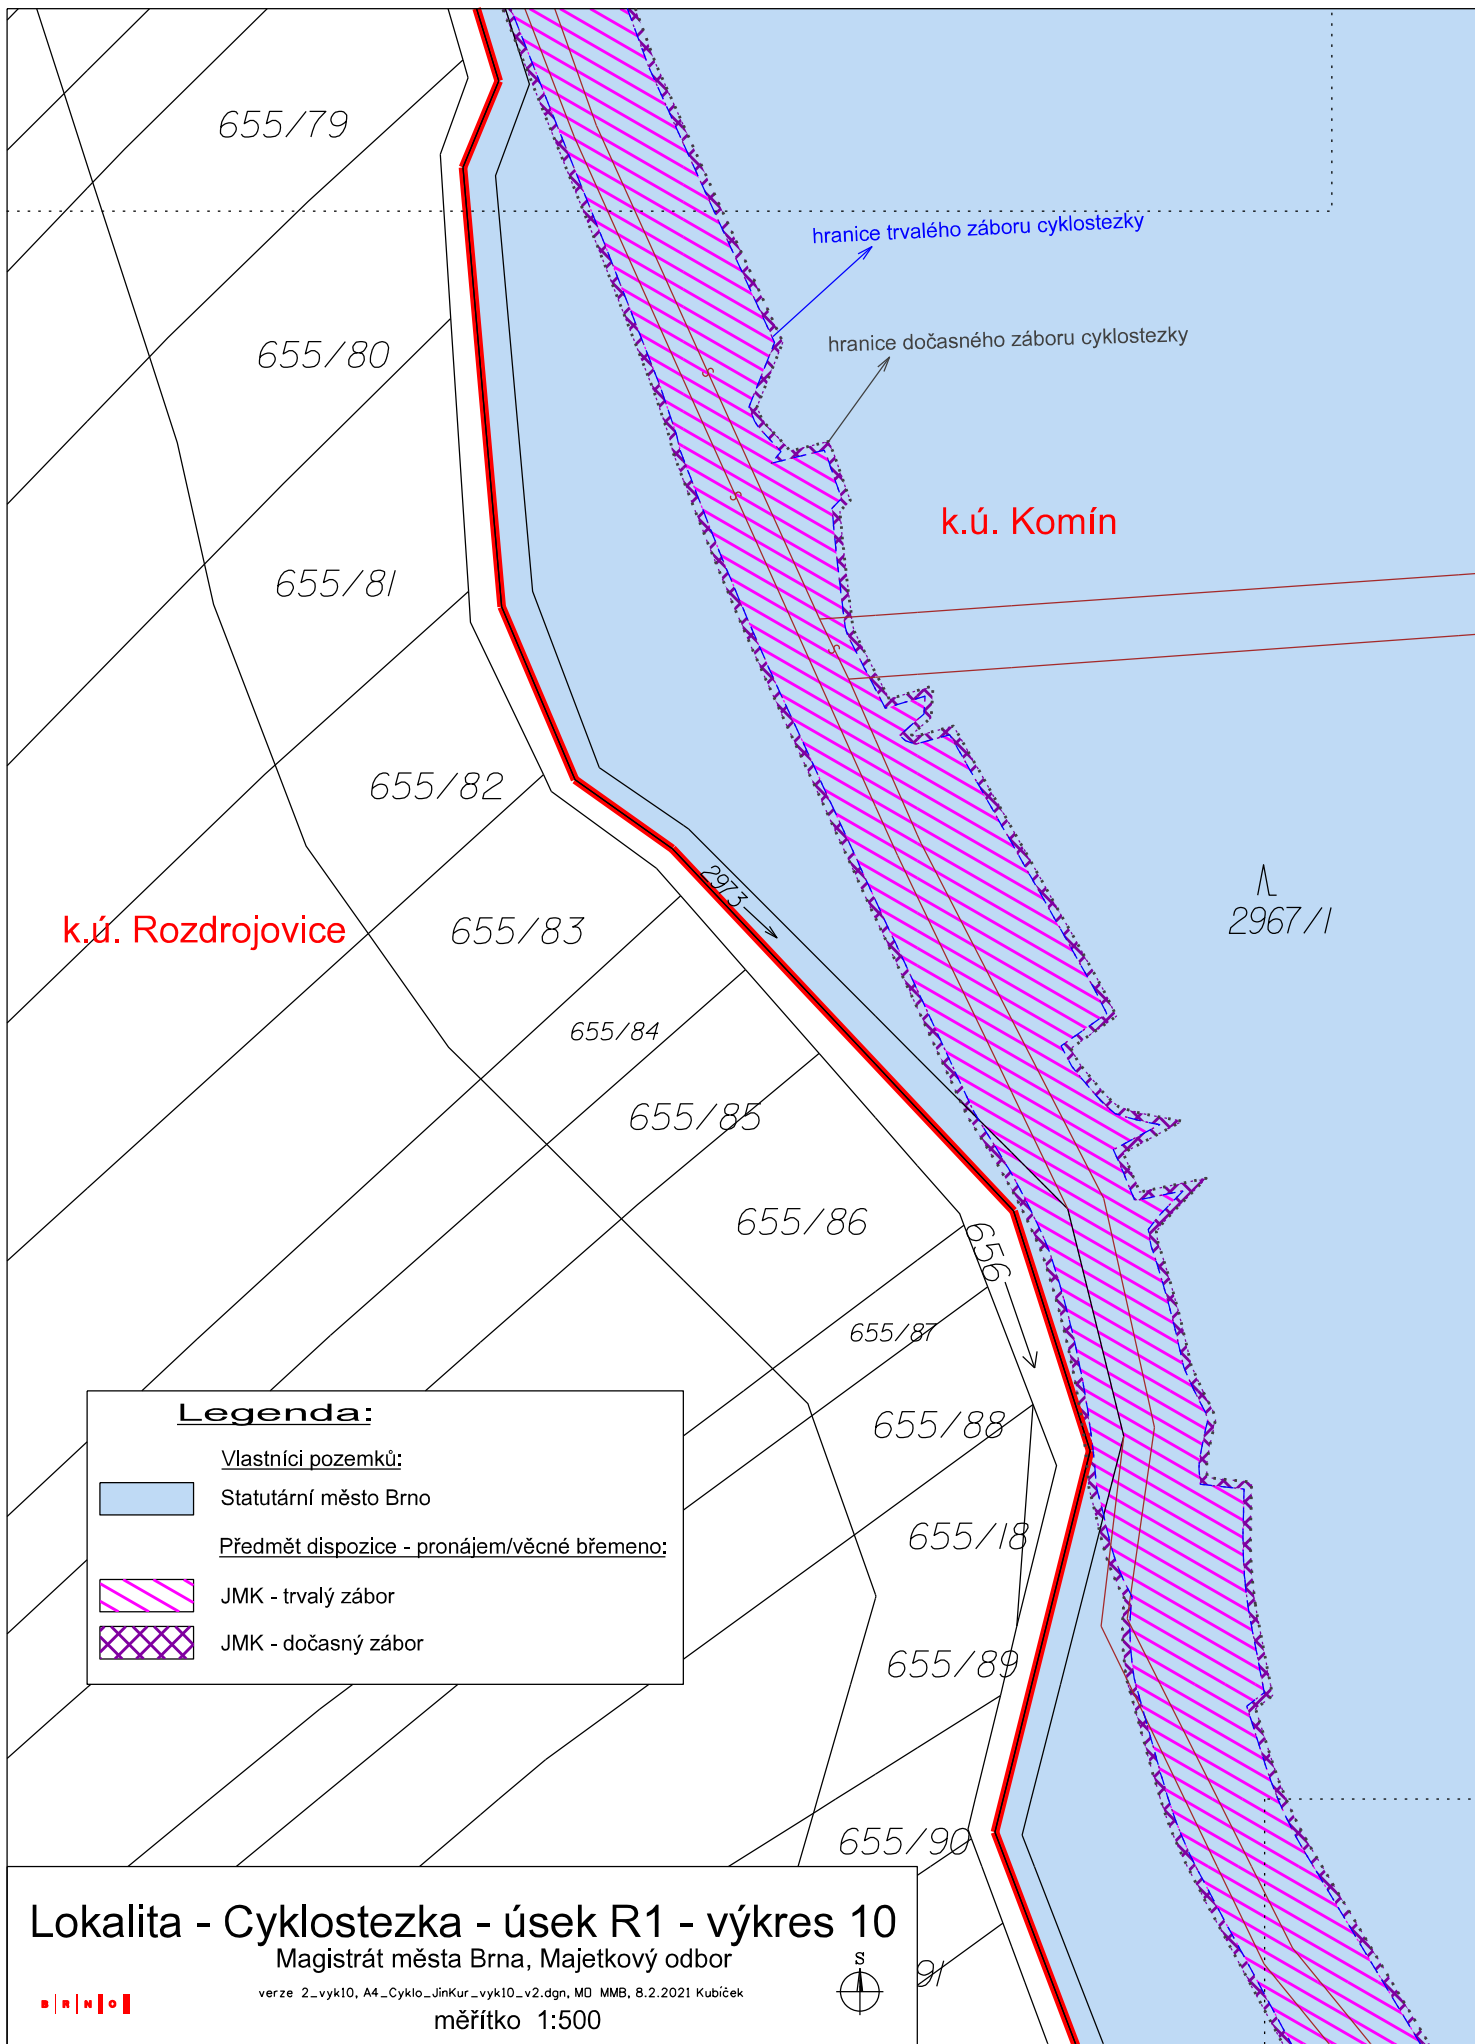 655/79
hranice trvalého záboru cyklostezky
hranice dočasného záboru cyklostezky
655/80
k.ú. Komín
655/81
655/82
2973
2967/1
k.ú. Rozdrojovice
655/83
655/84
655/85
655/86
656
655/87
655/88
655/18
655/89
655/90
91
Legenda:
Vlastníci pozemků:
Statutární město Brno
Předmět dispozice - pronájem/věcné břemeno:
JMK - trvalý zábor
JMK - dočasný zábor
Lokalita - Cyklostezka - úsek R1 - výkres 10
Magistrát města Brna, Majetkový odbor
verze 2_vyk10, A4_Cyklo_JinKur_vyk10_v2.dgn, MO MMB, 8.2.2021 Kubíček
měřítko 1:500
B R N O
S
S
S
S